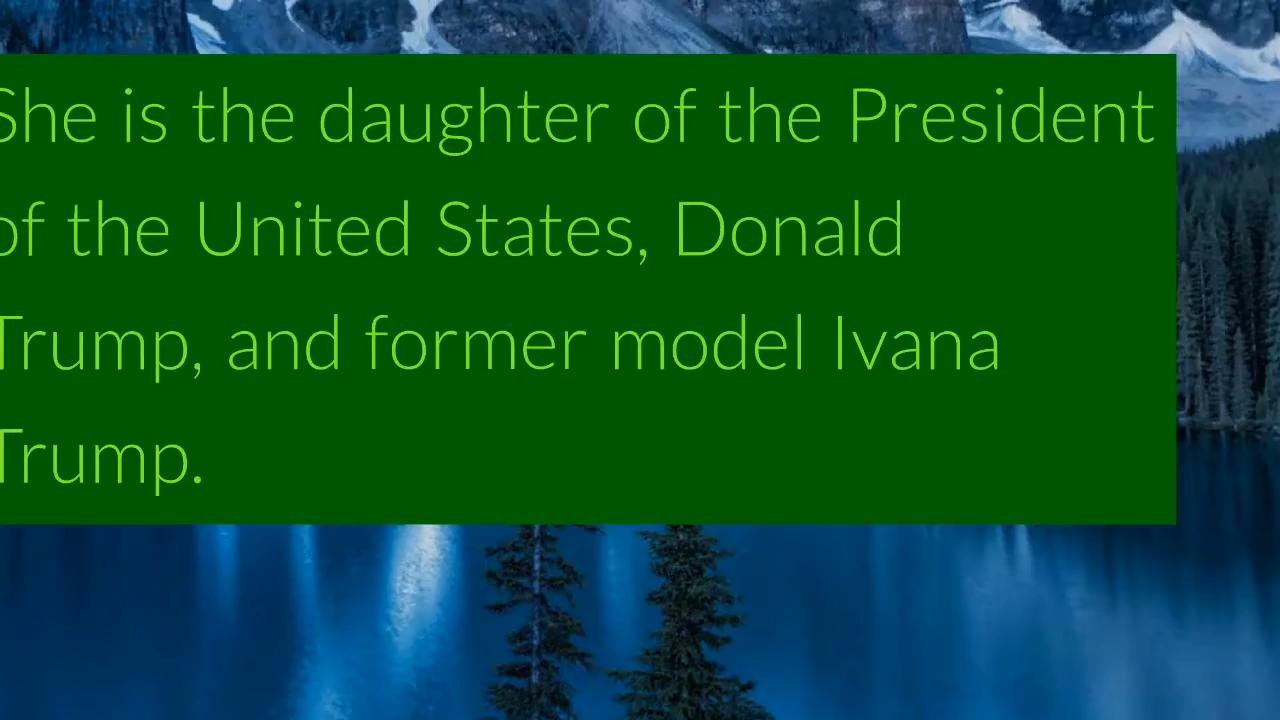 She is the daughter of the President
of the United States, Donald
Trump, and former model Ivana
Trump.